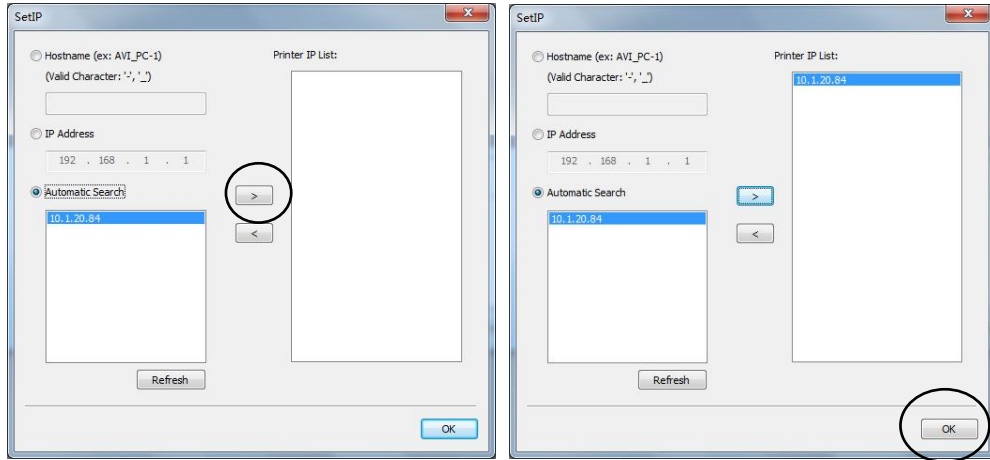 SetIP
x
Hostname (ex: AVI_PC-1)
(Valid Character: '-', '_')
Printer IP List:
IP Address
192 . 168 . 1 . 1
Automatic Search
>
10.1.20.84
<
Refresh
OK
SetIP
x
Hostname (ex: AVI_PC-1)
(Valid Character: '-', '_')
Printer IP List:
10.1.20.84
IP Address
192 . 168 . 1 . 1
Automatic Search
>
10.1.20.84
<
Refresh
OK